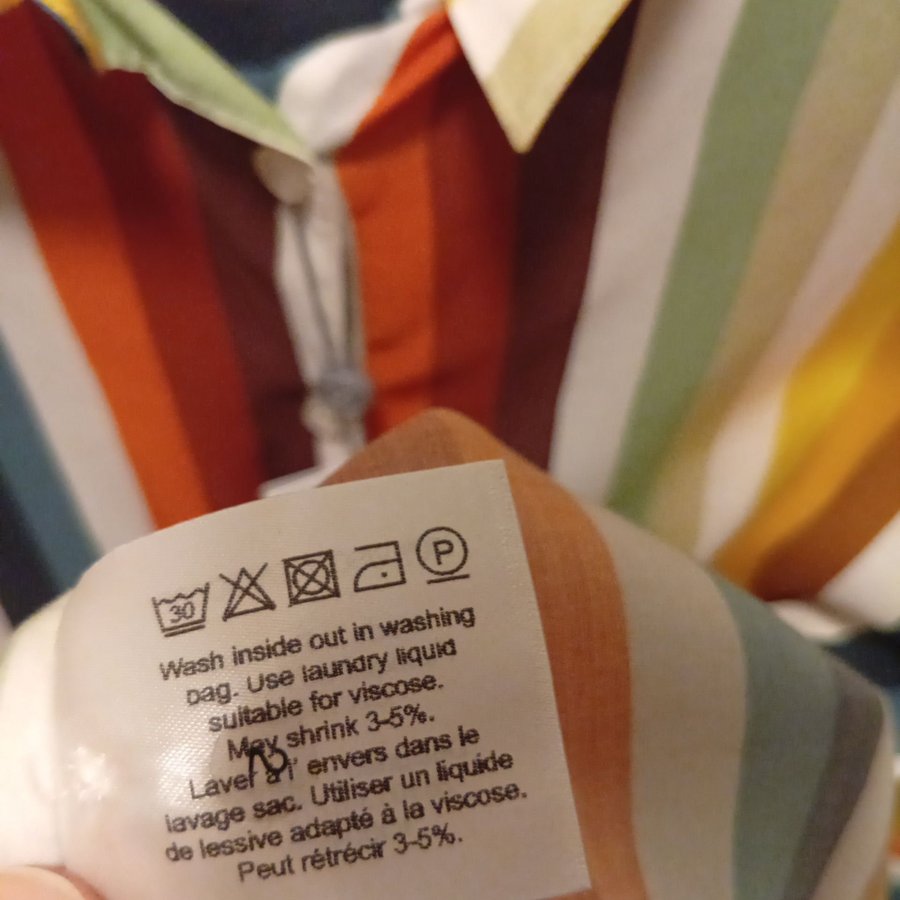 30 P
Wash inside out in washing
bag. Use laundry liquid
suitable for viscose.
May shrink 3-5%.
Laver à l' envers dans le
lavage sac. Utiliser un liquide
de lessive adapté à la viscose.
Peut rétrécir 3-5%.